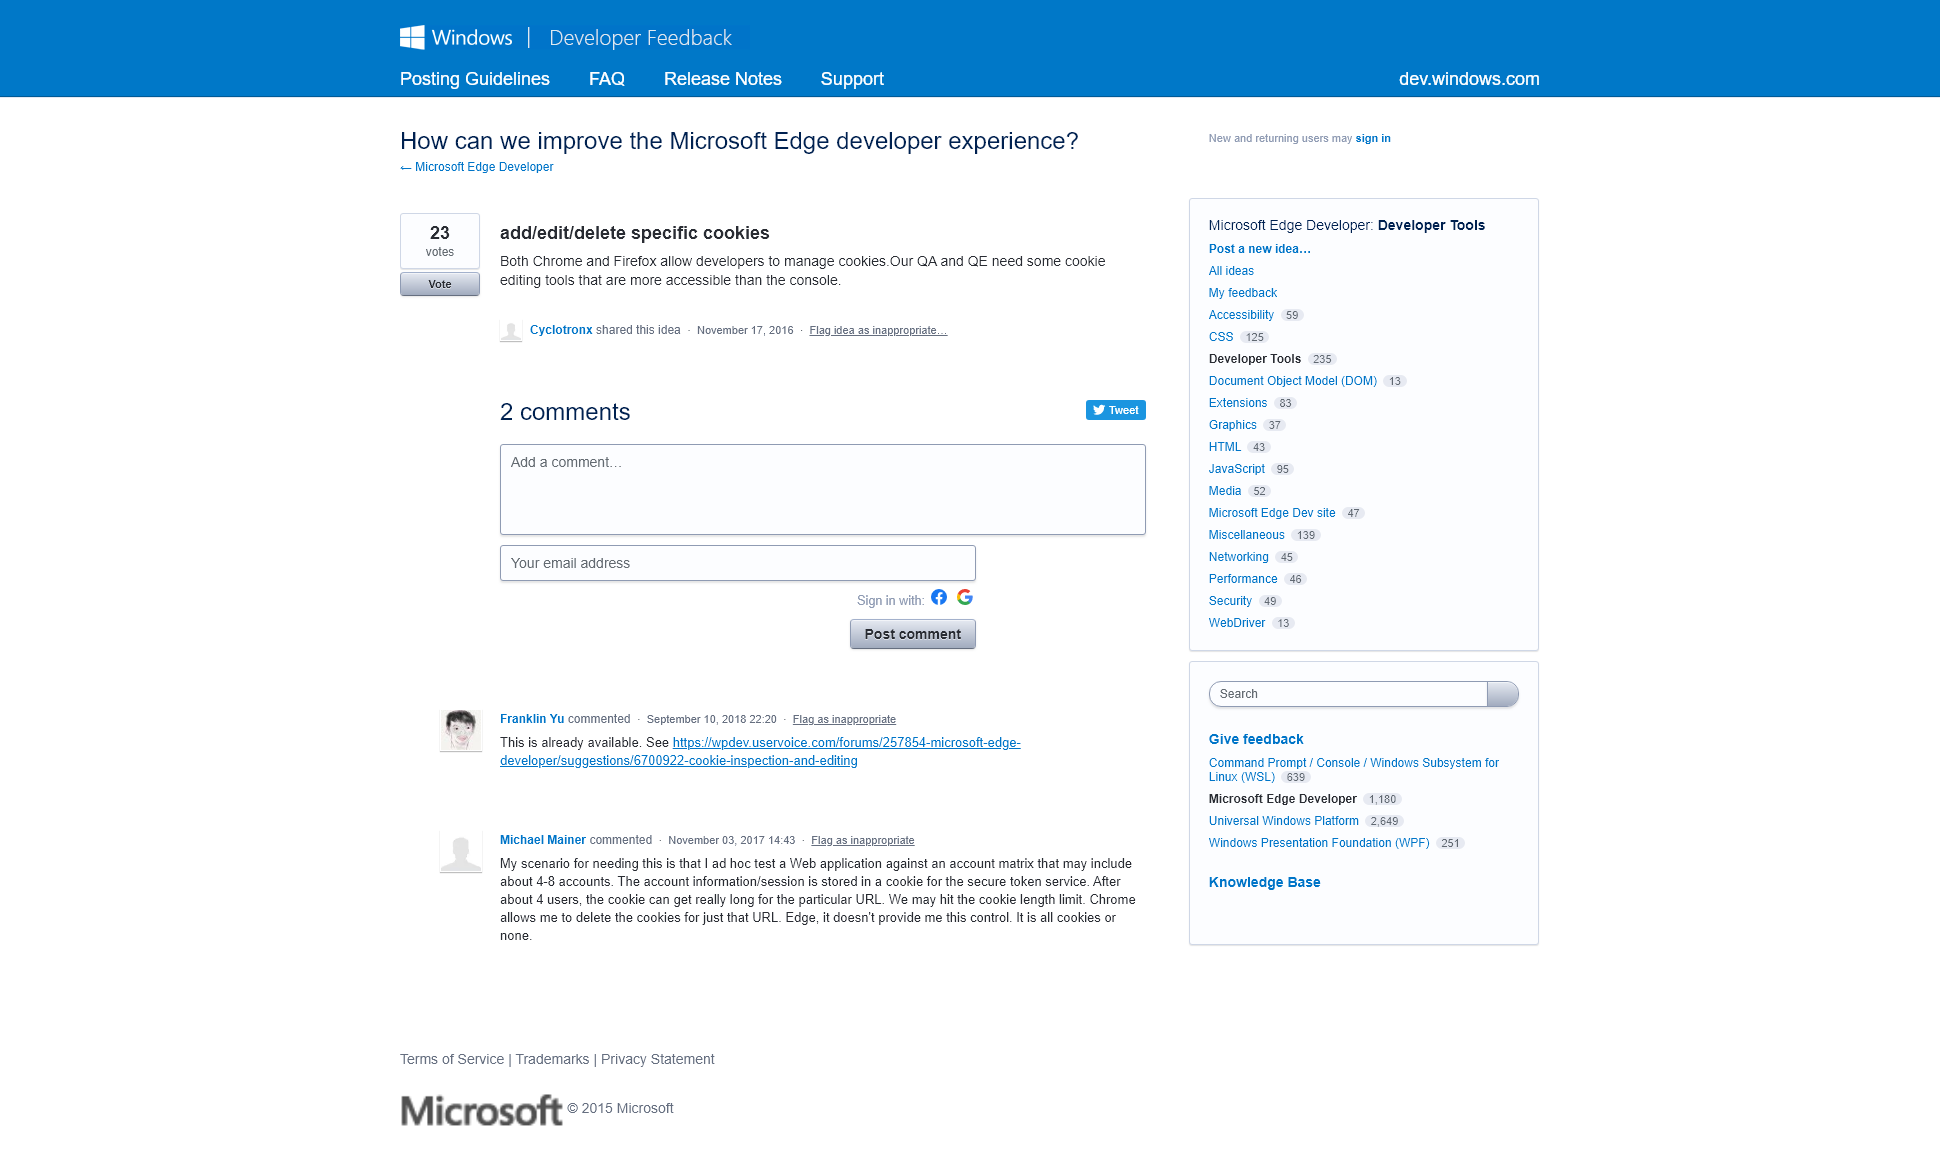 Windows | Developer Feedback
Posting Guidelines FAQ Release Notes Support dev.windows.com
How can we improve the Microsoft Edge developer experience?
← Microsoft Edge Developer
New and returning users may sign in
23
votes
Vote
add/edit/delete specific cookies
Both Chrome and Firefox allow developers to manage cookies.Our QA and QE need some cookie
editing tools that are more accessible than the console.
Cyclotronx shared this idea · November 17, 2016 · Flag idea as inappropriate…
2 comments
Tweet
Add a comment…
Your email address
Sign in with:
Post comment
Franklin Yu commented · September 10, 2018 22:20 · Flag as inappropriate
This is already available. See https://wpdev.uservoice.com/forums/257854-microsoft-edge-
developer/suggestions/6700922-cookie-inspection-and-editing
Michael Mainer commented · November 03, 2017 14:43 · Flag as inappropriate
My scenario for needing this is that I ad hoc test a Web application against an account matrix that may include
about 4-8 accounts. The account information/session is stored in a cookie for the secure token service. After
about 4 users, the cookie can get really long for the particular URL. We may hit the cookie length limit. Chrome
allows me to delete the cookies for just that URL. Edge, it doesn't provide me this control. It is all cookies or
none.
Microsoft Edge Developer: Developer Tools
Post a new idea…
All ideas
My feedback
Accessibility 59
CSS 125
Developer Tools 235
Document Object Model (DOM) 13
Extensions 83
Graphics 37
HTML 43
JavaScript 95
Media 52
Microsoft Edge Dev site 47
Miscellaneous 139
Networking 45
Performance 46
Security 49
WebDriver 13
Search
Give feedback
Command Prompt / Console / Windows Subsystem for
Linux (WSL) 639
Microsoft Edge Developer 1,180
Universal Windows Platform 2,649
Windows Presentation Foundation (WPF) 251
Knowledge Base
Terms of Service | Trademarks | Privacy Statement
Microsoft © 2015 Microsoft